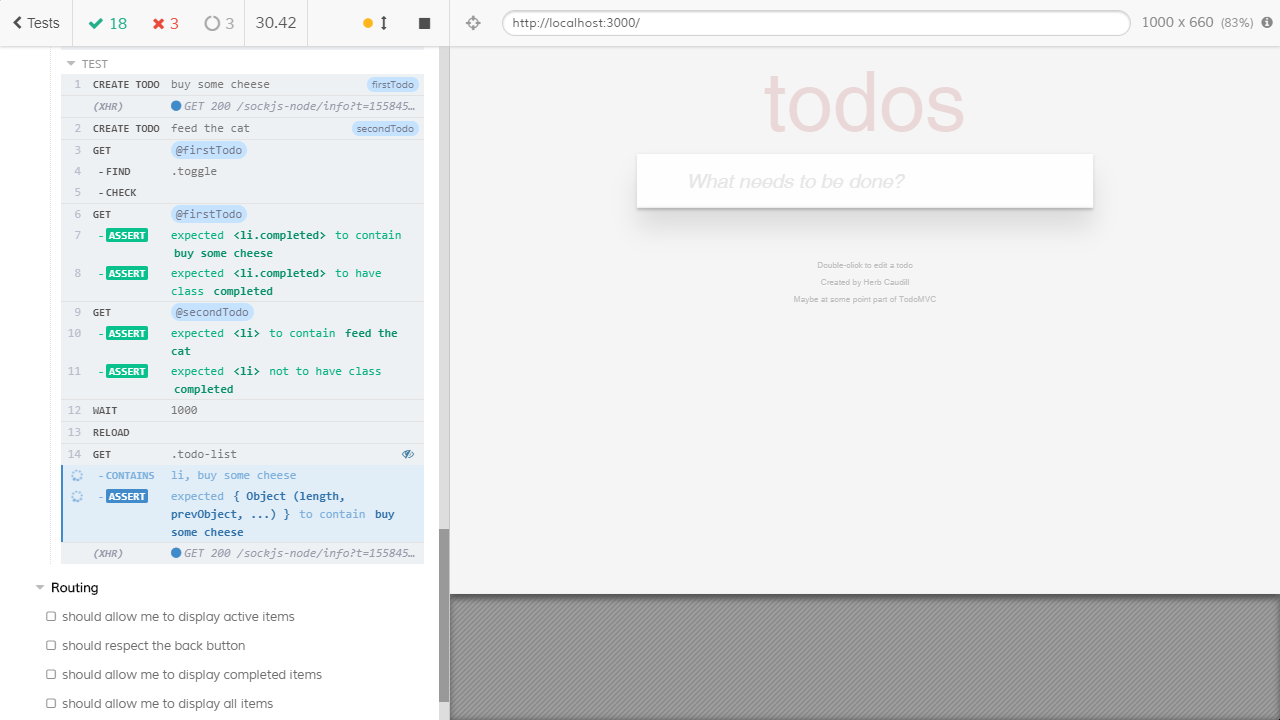 Tests 18 3 3 30.42
TEST
1 CREATE TODO buy some cheese firstTodo
(XHR) GET 200 /sockjs-node/info?t=155845…
2 CREATE TODO feed the cat secondTodo
3 GET @firstTodo
4 -FIND .toggle
5 -CHECK
6 GET @firstTodo
7 -ASSERT expected <li.completed> to contain
buy some cheese
8 -ASSERT expected <li.completed> to have
class completed
9 GET @secondTodo
10 -ASSERT expected <li> to contain feed the
cat
11 -ASSERT expected <li> not to have class
completed
12 WAIT 1000
13 RELOAD
14 GET .todo-list
-CONTAINS li, buy some cheese
-ASSERT expected { Object (length,
prevObject, ...) } to contain buy
some cheese
(XHR) GET 200 /sockjs-node/info?t=155845…
Routing
should allow me to display active items
should respect the back button
should allow me to display completed items
should allow me to display all items
http://localhost:3000/ 1000 x 660 (83%)
todos
What needs to be done?
Double-click to edit a todo
Created by Herb Caudill
Maybe at some point part of TodoMVC